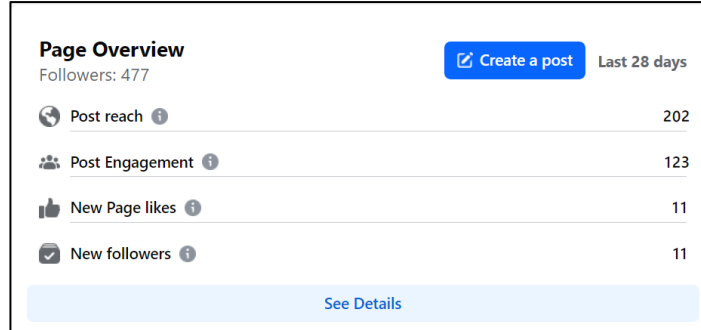 Page Overview
Followers: 477
Create a post
Last 28 days
Post reach 202
Post Engagement 123
New Page likes 11
New followers 11
See Details